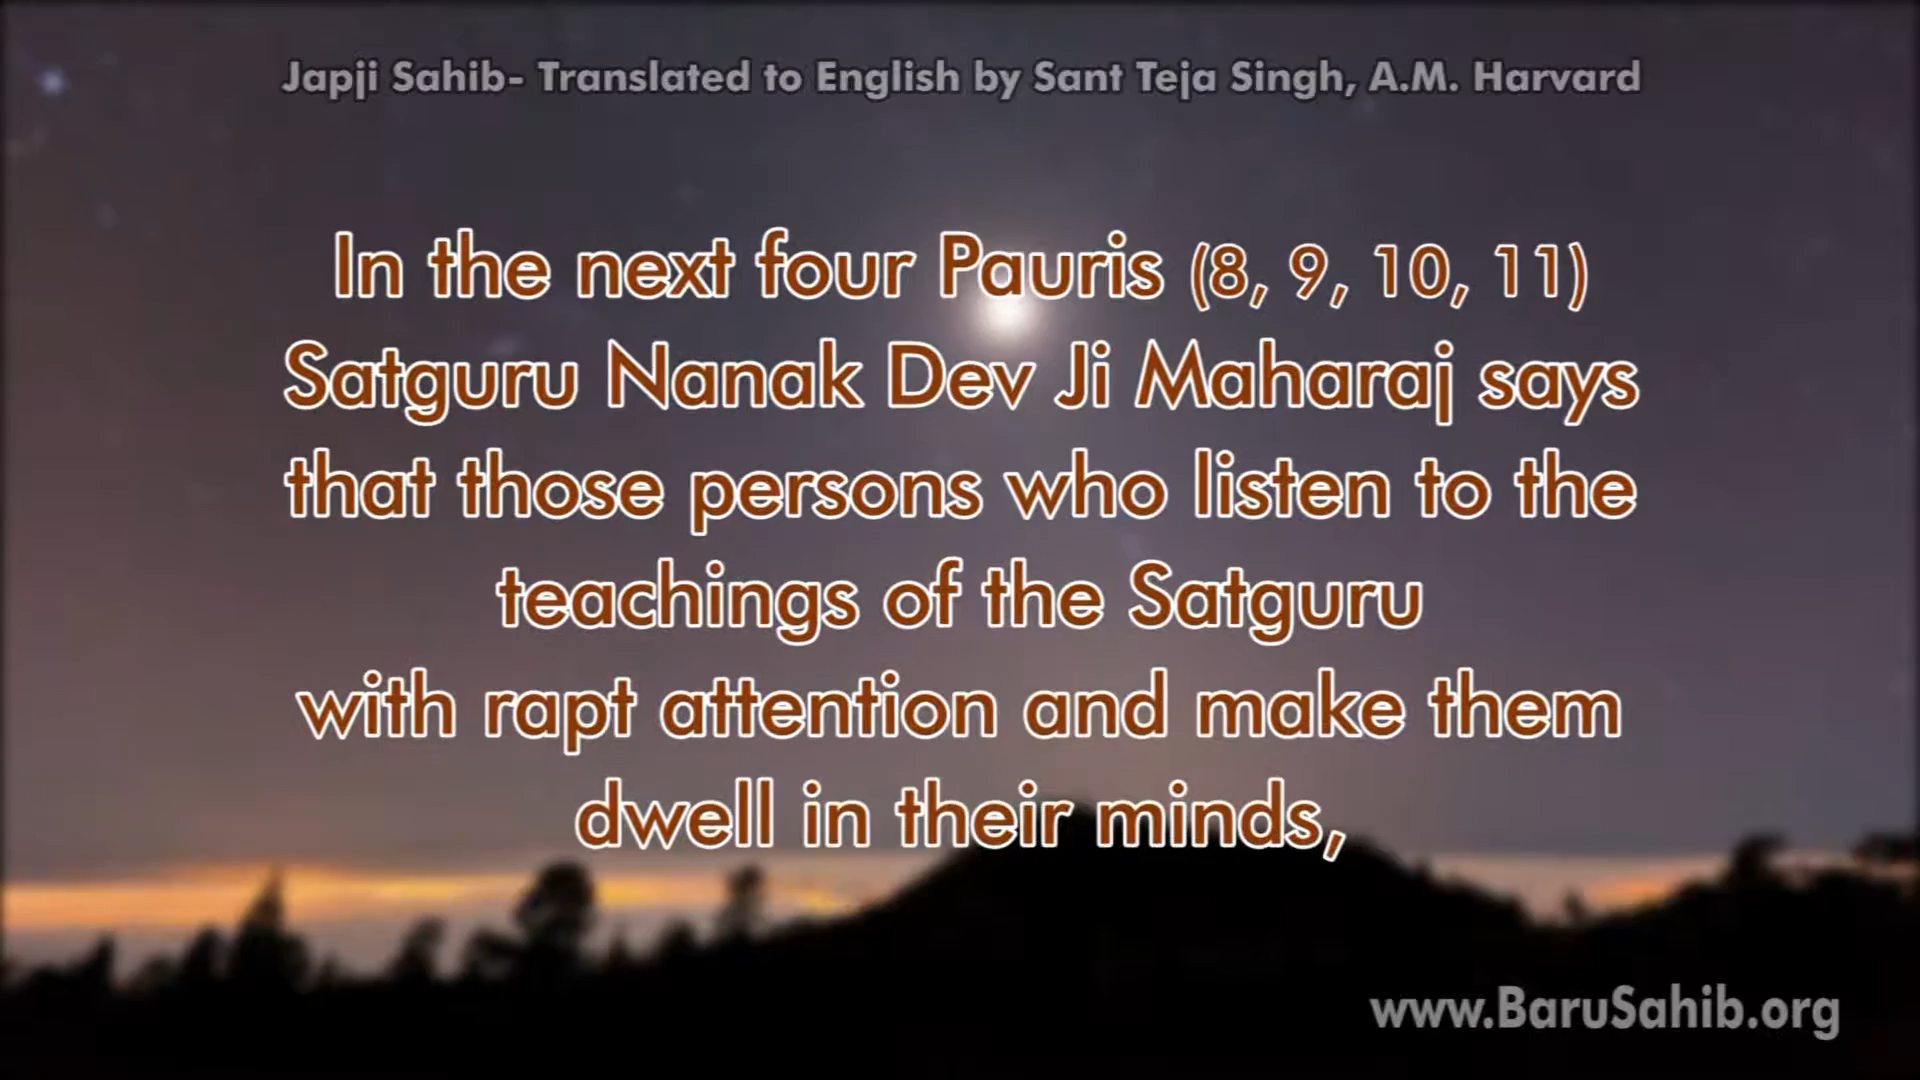 Japji Sahib- Translated to English by Sant Teja Singh, A.M. Harvard
In the next four Pauris (8, 9, 10, 11)
Satguru Nanak Dev Ji Maharaj says
that those persons who listen to the
teachings of the Satguru
with rapt attention and make them
dwell in their minds,
www.BaruSahib.org